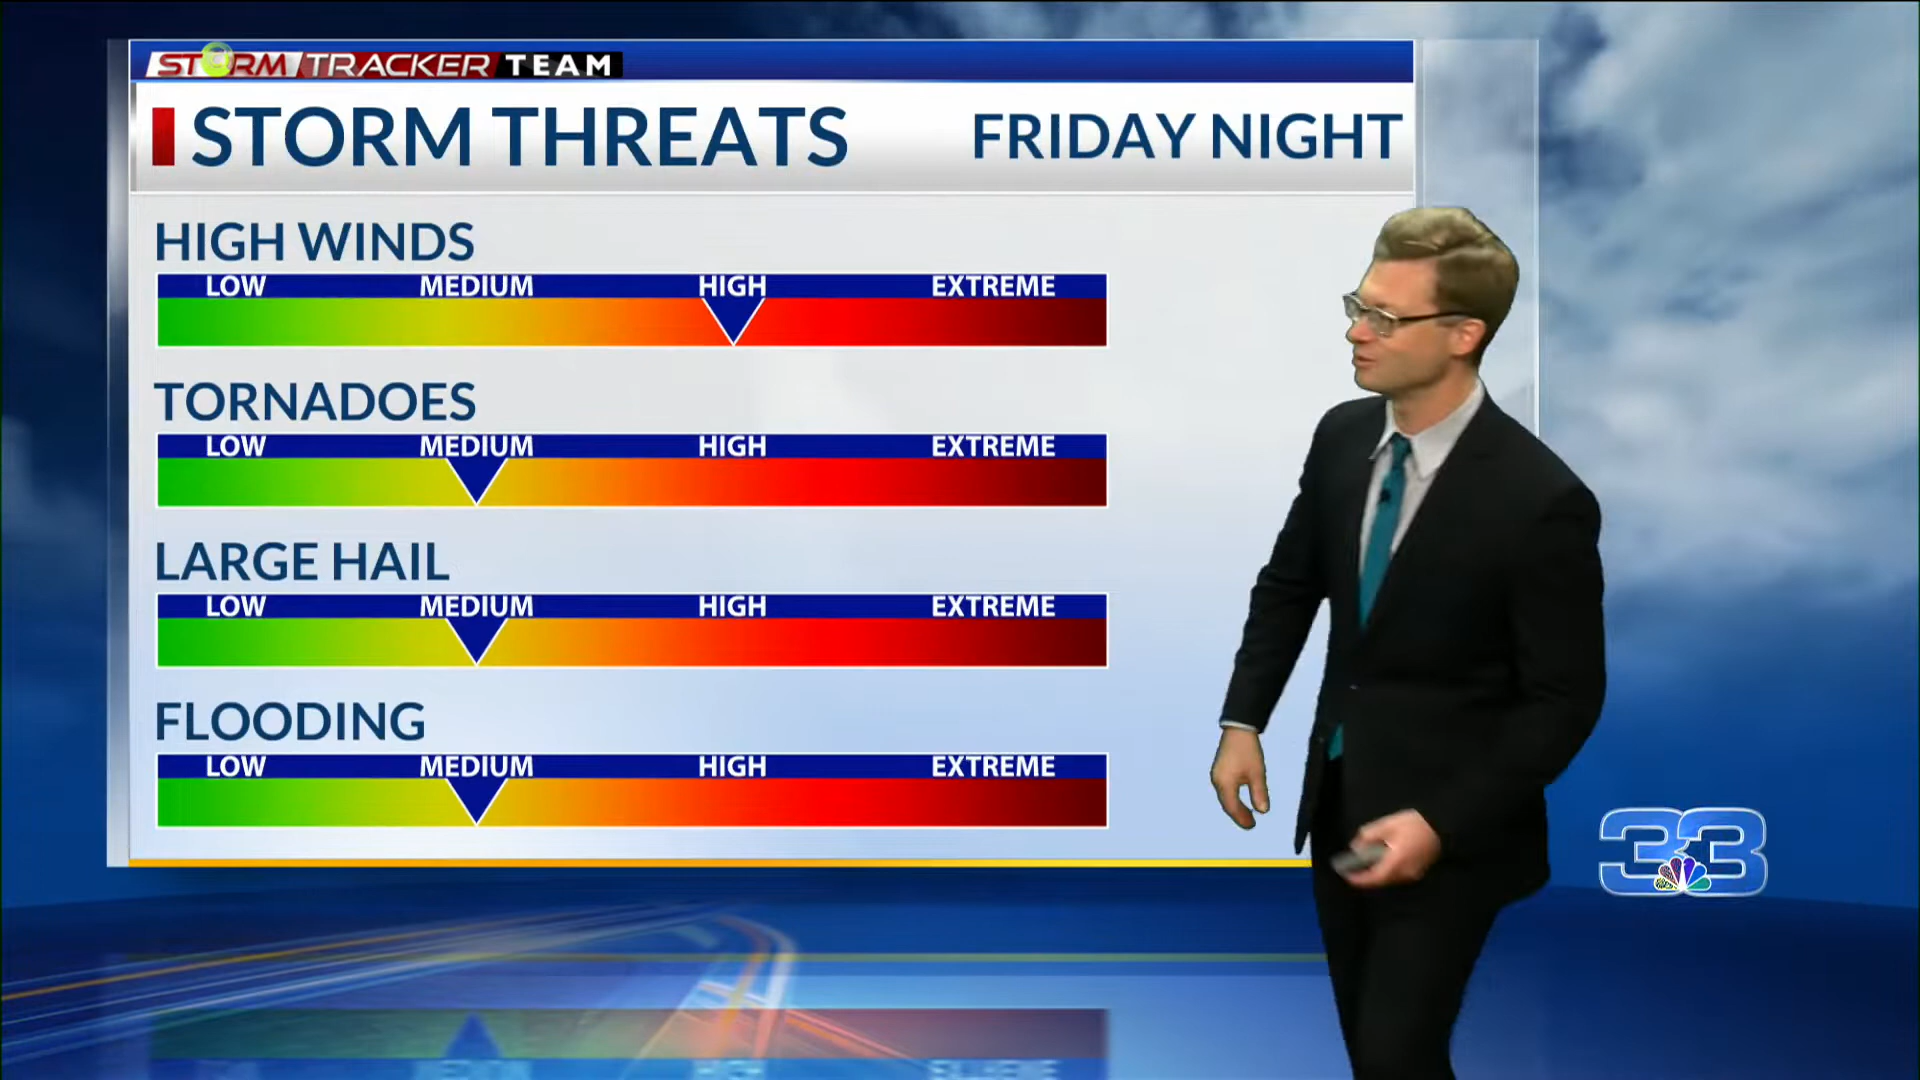 STORM TRACKER TEAM
STORM THREATS FRIDAY NIGHT
HIGH WINDS
LOW MEDIUM HIGH EXTREME
TORNADOES
LOW MEDIUM HIGH EXTREME
LARGE HAIL
LOW MEDIUM HIGH EXTREME
FLOODING
LOW MEDIUM HIGH EXTREME
33